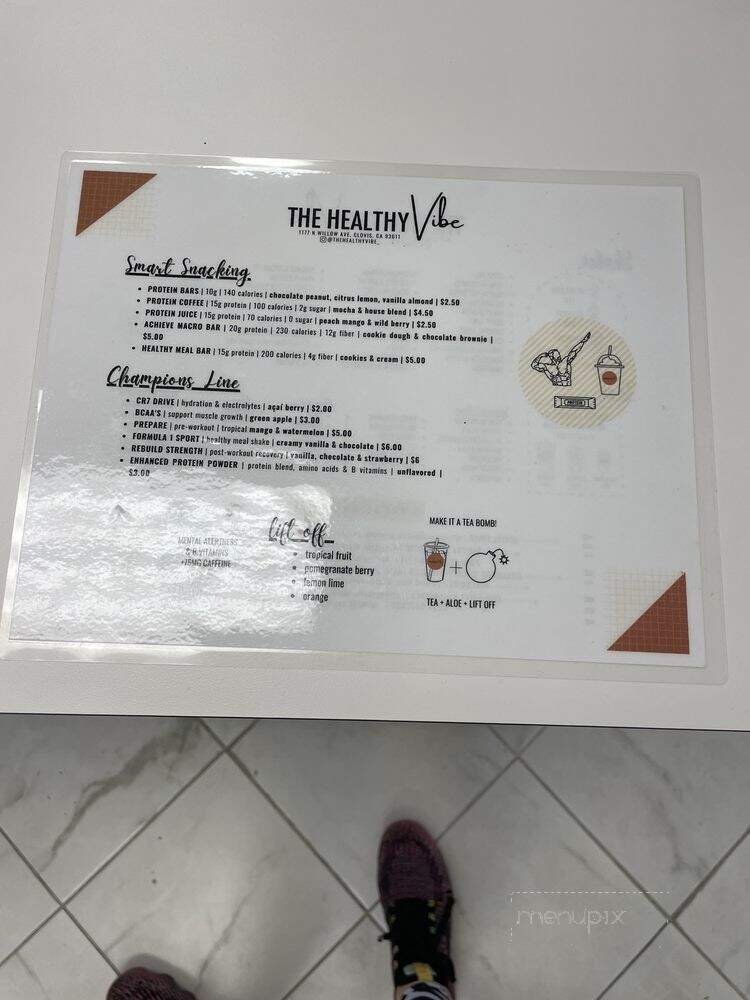 THE HEALTHY Vibe
1177 N WILLOW AVE. CLOVIS, CA 93611
@THEHEALTHYVIBE_
Smart Snacking
• PROTEIN BARS | 10g | 140 calories | chocolate peanut, citrus lemon, vanilla almond | $2.50
• PROTEIN COFFEE | 15g protein | 100 calories | 2g sugar | mocha & house blend | $4.50
• PROTEIN JUICE | 15g protein | 70 calories | 0 sugar | peach mango & wild berry | $2.50
• ACHIEVE MACRO BAR | 20g protein | 230 calories | 12g fiber | cookie dough & chocolate brownie |
$5.00
• HEALTHY MEAL BAR | 15g protein | 200 calories | 4g fiber | cookies & cream | $5.00
Champions Line
• CR7 DRIVE | hydration & electrolytes | açaí berry | $2.00
• BCAA'S | support muscle growth | green apple | $3.00
• PREPARE | pre-workout | tropical mango & watermelon | $5.00
• FORMULA 1 SPORT | healthy meal shake | creamy vanilla & chocolate | $6.00
• REBUILD STRENGTH | post-workout recovery | vanilla, chocolate & strawberry | $6
• ENHANCED PROTEIN POWDER | protein blend, amino acids & B vitamins | unflavored |
$3.00
lift off
MENTAL ALERTNESS
& B VITAMINS
+75MG CAFFEINE
• tropical fruit
• pomegranate berry
• lemon lime
• orange
MAKE IT A TEA BOMB!
+
TEA + ALOE + LIFT OFF
menupix